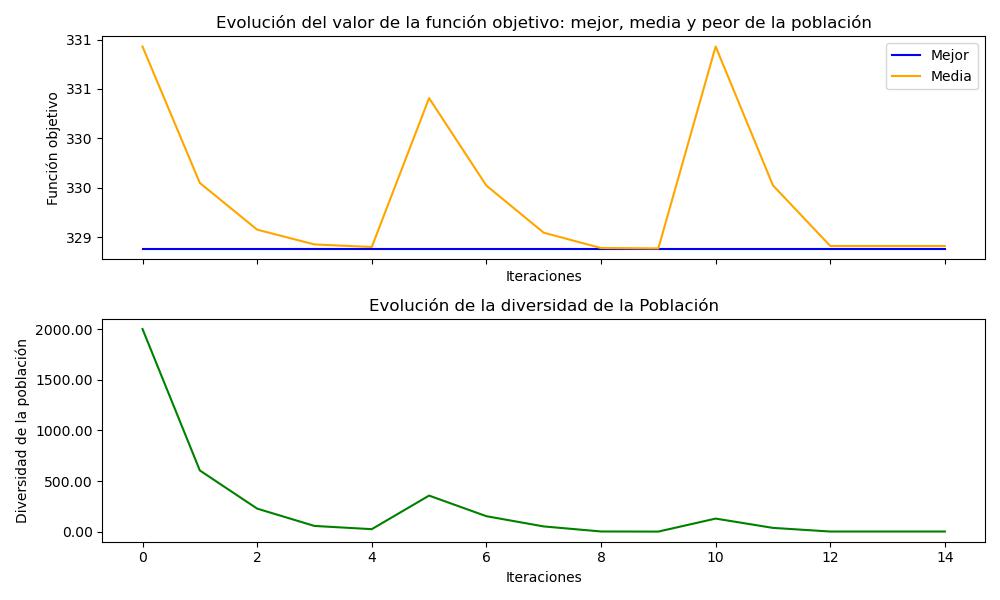 Evolución del valor de la función objetivo: mejor, media y peor de la población
Función objetivo
331
331
330
330
329
Mejor
Media
Iteraciones
Evolución de la diversidad de la Población
Diversidad de la población
2000.00
1500.00
1000.00
500.00
0.00
0 2 4 6 8 10 12 14
Iteraciones